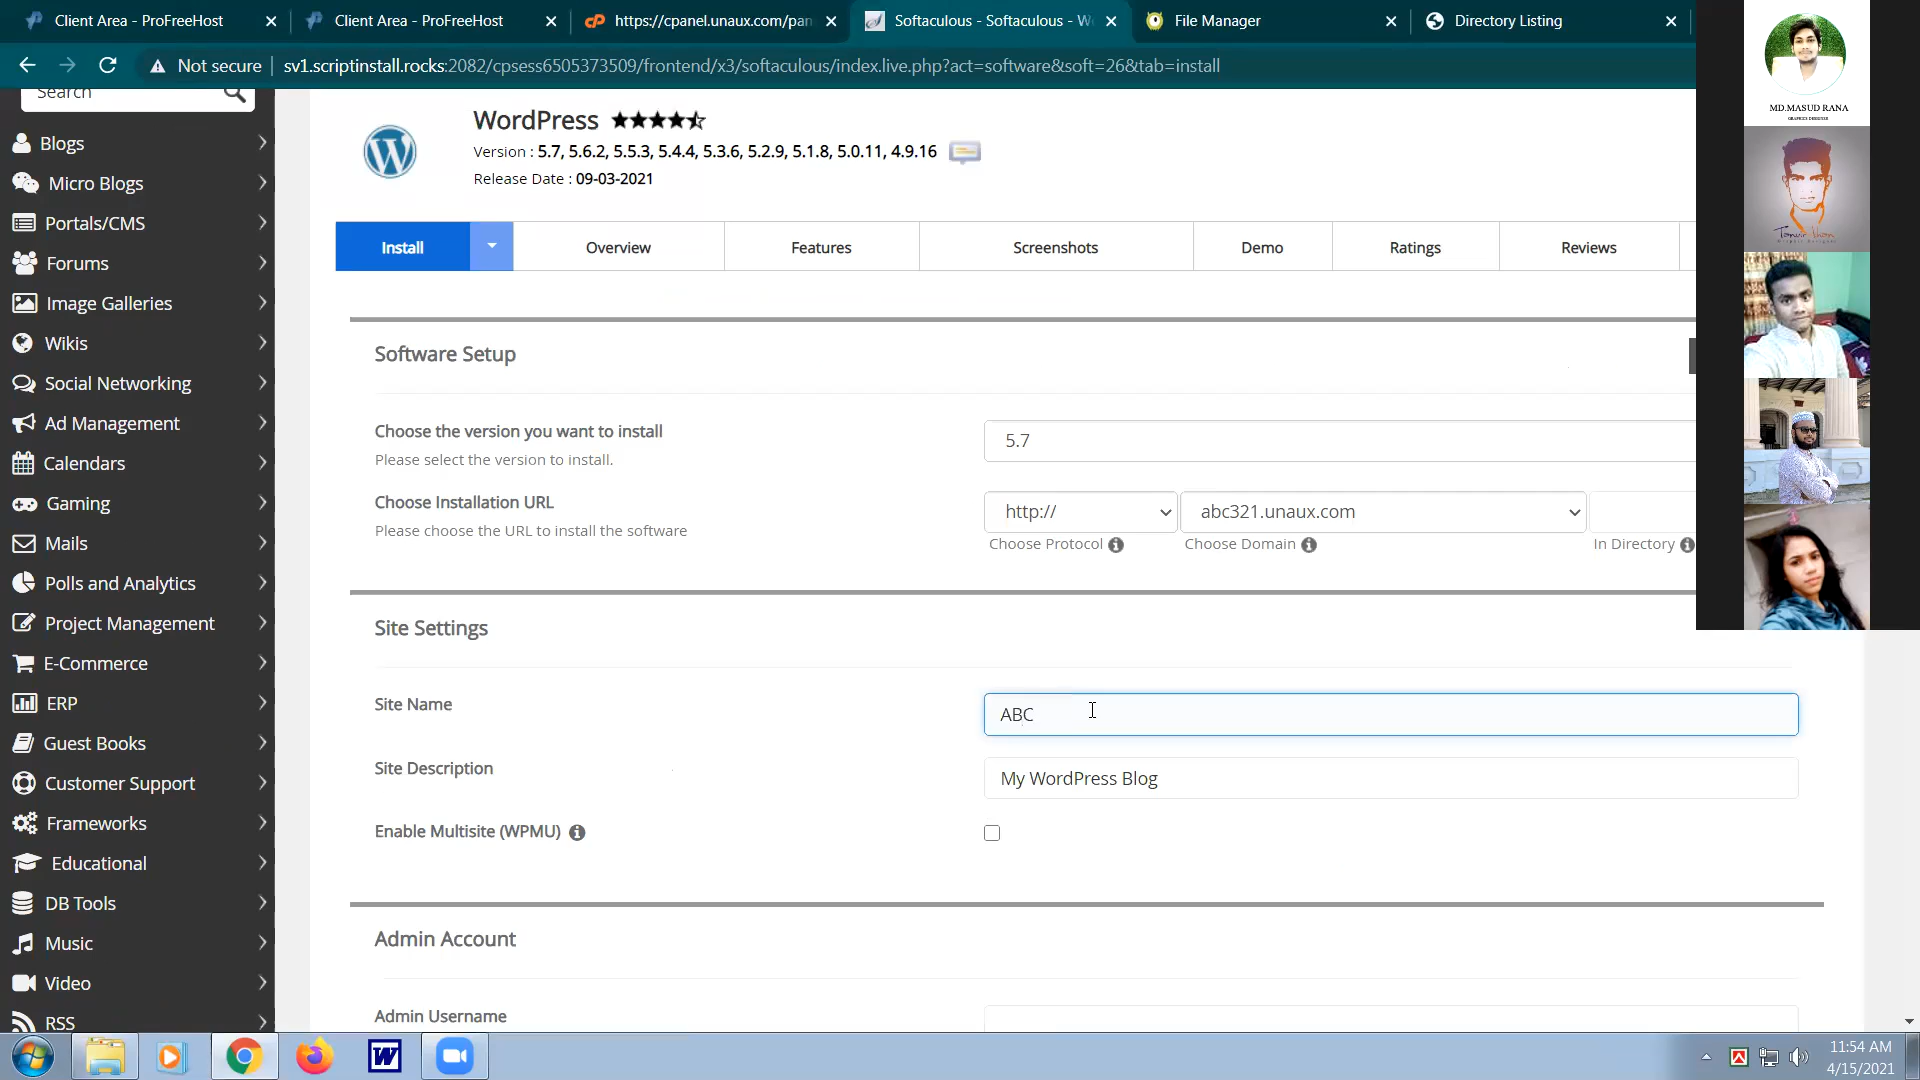 Client Area - ProFreeHost
Client Area - ProFreeHost
https://cpanel.unaux.com/pan
Softaculous - Softaculous - Wo
File Manager
Directory Listing
Not secure
sv1.scriptinstall.rocks:2082/cpsess6505373509/frontend/x3/softaculous/index.live.php?act=software&soft=26&tab=install
MD.MASUD RANA
Search
WordPress
Version : 5.7, 5.6.2, 5.5.3, 5.4.4, 5.3.6, 5.2.9, 5.1.8, 5.0.11, 4.9.16
Release Date : 09-03-2021
Install
Overview
Features
Screenshots
Demo
Ratings
Reviews
Blogs
Micro Blogs
Portals/CMS
Forums
Image Galleries
Wikis
Social Networking
Ad Management
Calendars
Gaming
Mails
Polls and Analytics
Project Management
E-Commerce
ERP
Guest Books
Customer Support
Frameworks
Educational
DB Tools
Music
Video
RSS
Software Setup
Choose the version you want to install
Please select the version to install.
5.7
Choose Installation URL
Please choose the URL to install the software
http://
abc321.unaux.com
Choose Protocol
Choose Domain
In Directory
Site Settings
Site Name
ABC
Site Description
My WordPress Blog
Enable Multisite (WPMU)
Admin Account
Admin Username
11:54 AM
4/15/2021